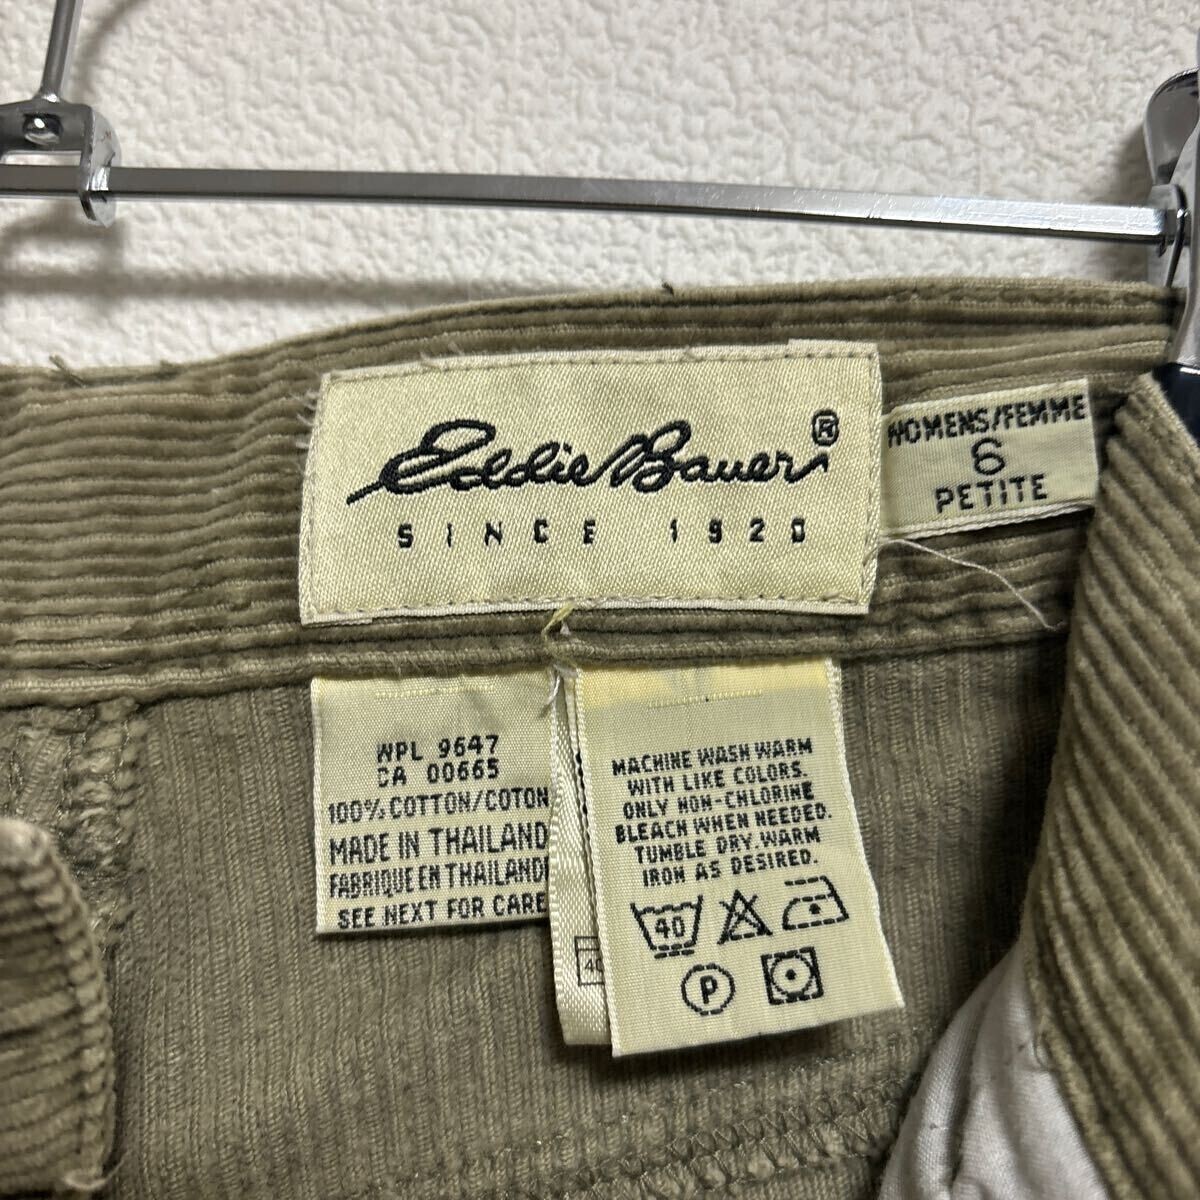 Eddie Bauer®
SINCE 1920
WOMENS/FEMME
6
PETITE
WPL 9647
CA 00665
100% COTTON/COTON
MADE IN THAILAND
FABRIQUE EN THAILANDE
SEE NEXT FOR CARE
MACHINE WASH WARM
WITH LIKE COLORS.
ONLY NON-CHLORINE
BLEACH WHEN NEEDED.
TUMBLE DRY. WARM
IRON AS DESIRED.
40
P
40